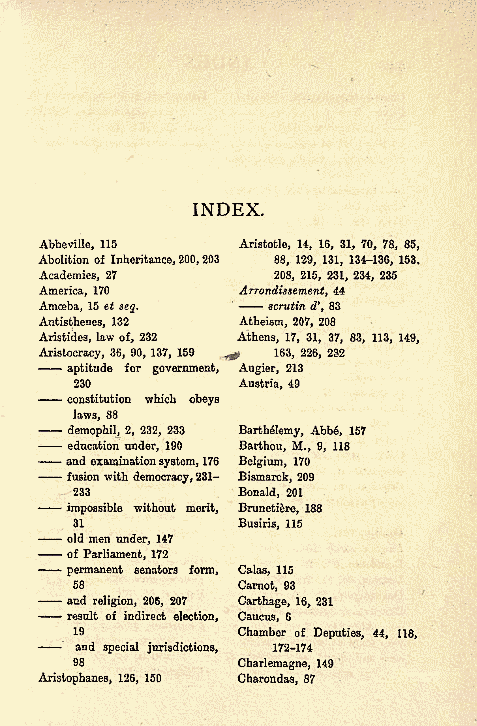 INDEX.
Abbeville, 115
Abolition of Inheritance, 200, 203
Academies, 27
America, 170
Amœba, 15 et seq.
Antisthenes, 132
Aristides, law of, 232
Aristocracy, 36, 90, 137, 159
—— aptitude for government,
230
—— constitution which obeys
laws, 88
—— demophil, 2, 232, 233
—— education under, 190
—— and examination system, 176
—— fusion with democracy, 231–
233
—— impossible without merit,
31
—— old men under, 147
—— of Parliament, 172
—— permanent senators form,
58
—— and religion, 206, 207
—— result of indirect election,
19
—— and special jurisdictions,
98
Aristophanes, 126, 150
Aristotle, 14, 16, 31, 70, 78, 85,
88, 129, 131, 134–136, 153,
208, 215, 231, 234, 235
Arrondissement, 44
—— scrutin d', 83
Atheism, 207, 208
Athens, 17, 31, 37, 83, 113, 149,
163, 226, 232
Augier, 213
Austria, 49
Barthélemy, Abbé, 157
Barthou, M., 9, 118
Belgium, 170
Bismarck, 209
Bonald, 201
Brunetière, 188
Busiris, 115
Calas, 115
Carnot, 93
Carthage, 16, 231
Caucus, 6
Chamber of Deputies, 44, 118,
172–174
Charlemagne, 149
Charondas, 87